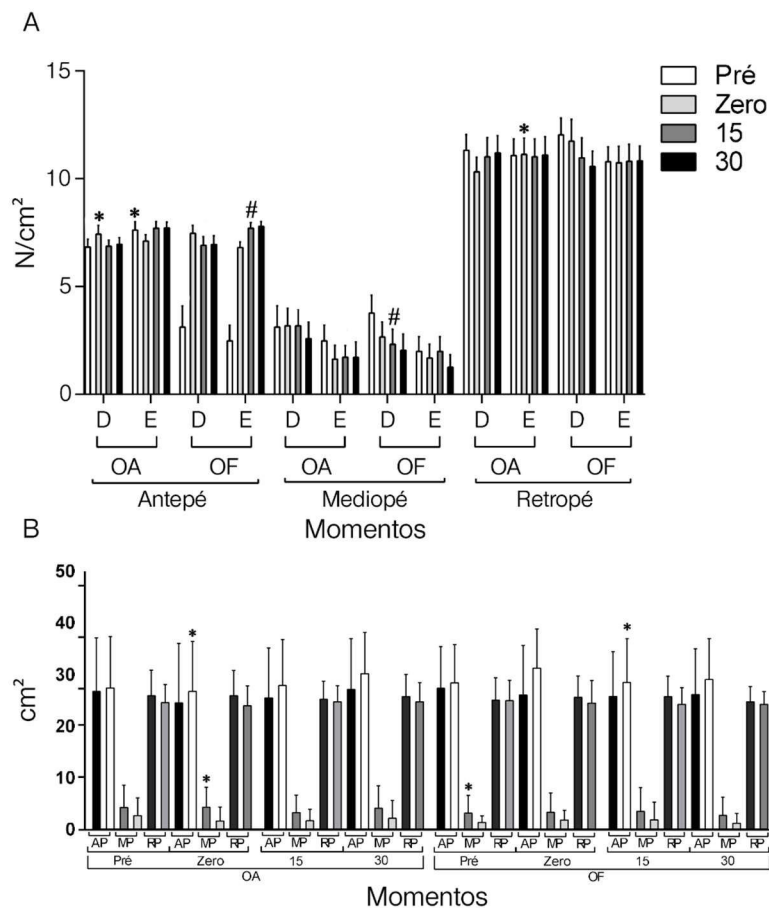 A
15
10
5
0
N/cm²
Pré
Zero
15
30
* * # # *
D E D E D E D E D E D E
OA OF OA OF OA OF
Antepé Mediopé Retropé
Momentos
B
50
40
30
20
10
0
cm²
* * * *
AP MP RP AP MP RP AP MP RP AP MP RP AP MP RP AP MP RP AP MP RP AP MP RP
Pré Zero 15 30 Pré Zero 15 30
OA OF
Momentos